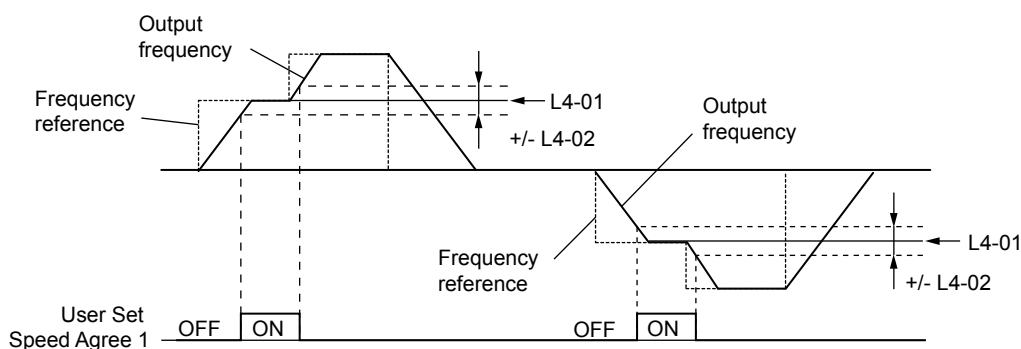 Output
frequency
Frequency
reference
L4-01
+/- L4-02
Output
frequency
Frequency
reference
L4-01
+/- L4-02
User Set
Speed Agree 1
OFF
ON
OFF
ON